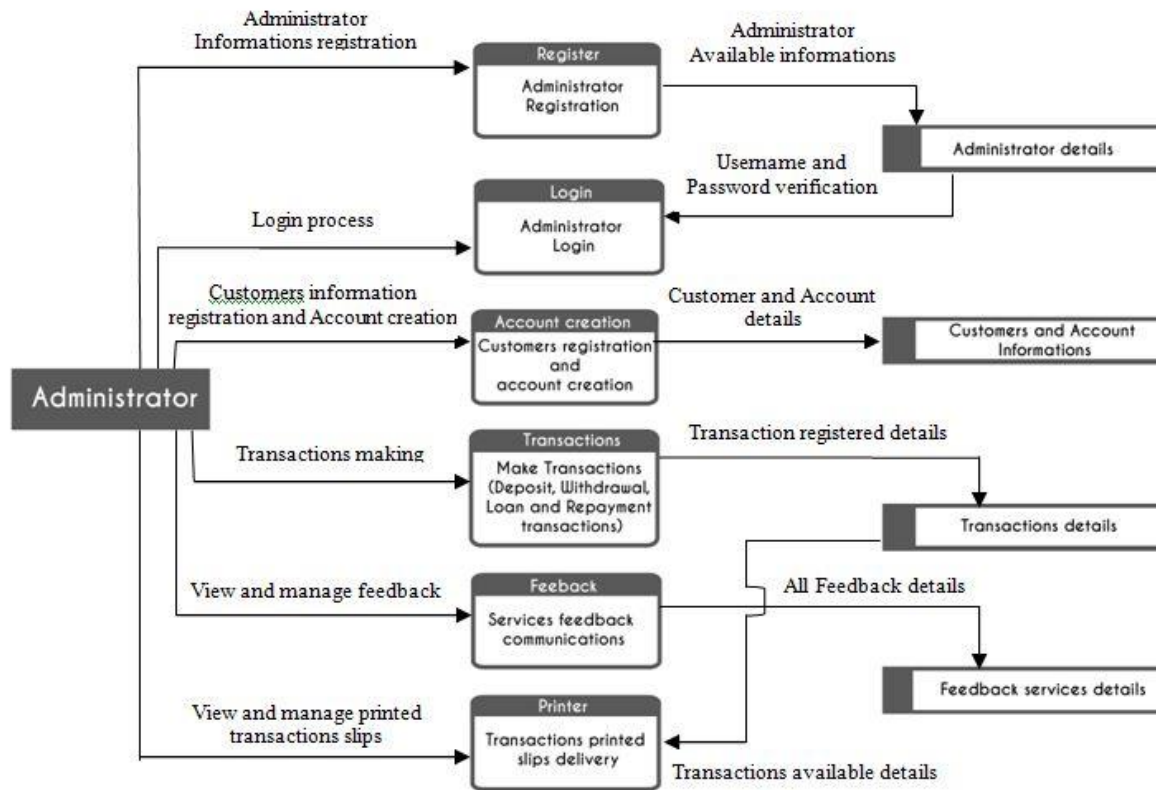 Administrator
Informations registration
Register
Administrator
Registration
Administrator
Available informations
Administrator details
Username and
Password verification
Login process
Login
Administrator
Login
Customers information
registration and Account creation
Account creation
Customers registration
and
account creation
Customer and Account
details
Customers and Account
Informations
Administrator
Transactions making
Transactions
Make Transactions
(Deposit, Withdrawal,
Loan and Repayment
transactions)
Transaction registered details
Transactions details
View and manage feedback
Feeback
Services feedback
communications
All Feedback details
Feedback services details
View and manage printed
transactions slips
Printer
Transactions printed
slips delivery
Transactions available details